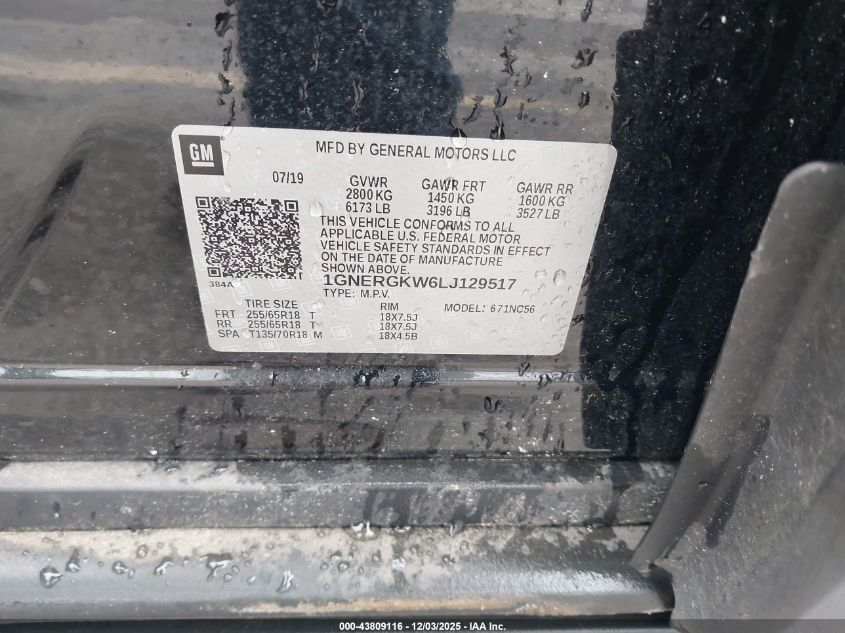 GM
MFD BY GENERAL MOTORS LLC
07/19
GVWR GAWR FRT GAWR RR
2800 KG 1450 KG 1600 KG
6173 LB 3196 LB 3527 LB
THIS VEHICLE CONFORMS TO ALL
APPLICABLE U.S. FEDERAL MOTOR
VEHICLE SAFETY STANDARDS IN EFFECT
ON THE DATE OF MANUFACTURE
SHOWN ABOVE.
384A
1GNERGKW6LJ129517
TYPE: M.P.V.
TIRE SIZE RIM MODEL: 671NC56
FRT 255/65R18 T 18X7.5J
RR 255/65R18 T 18X7.5J
SPA T135/70R18 M 18X4.5B
000-43809116 - 12/03/2025 - IAA Inc.